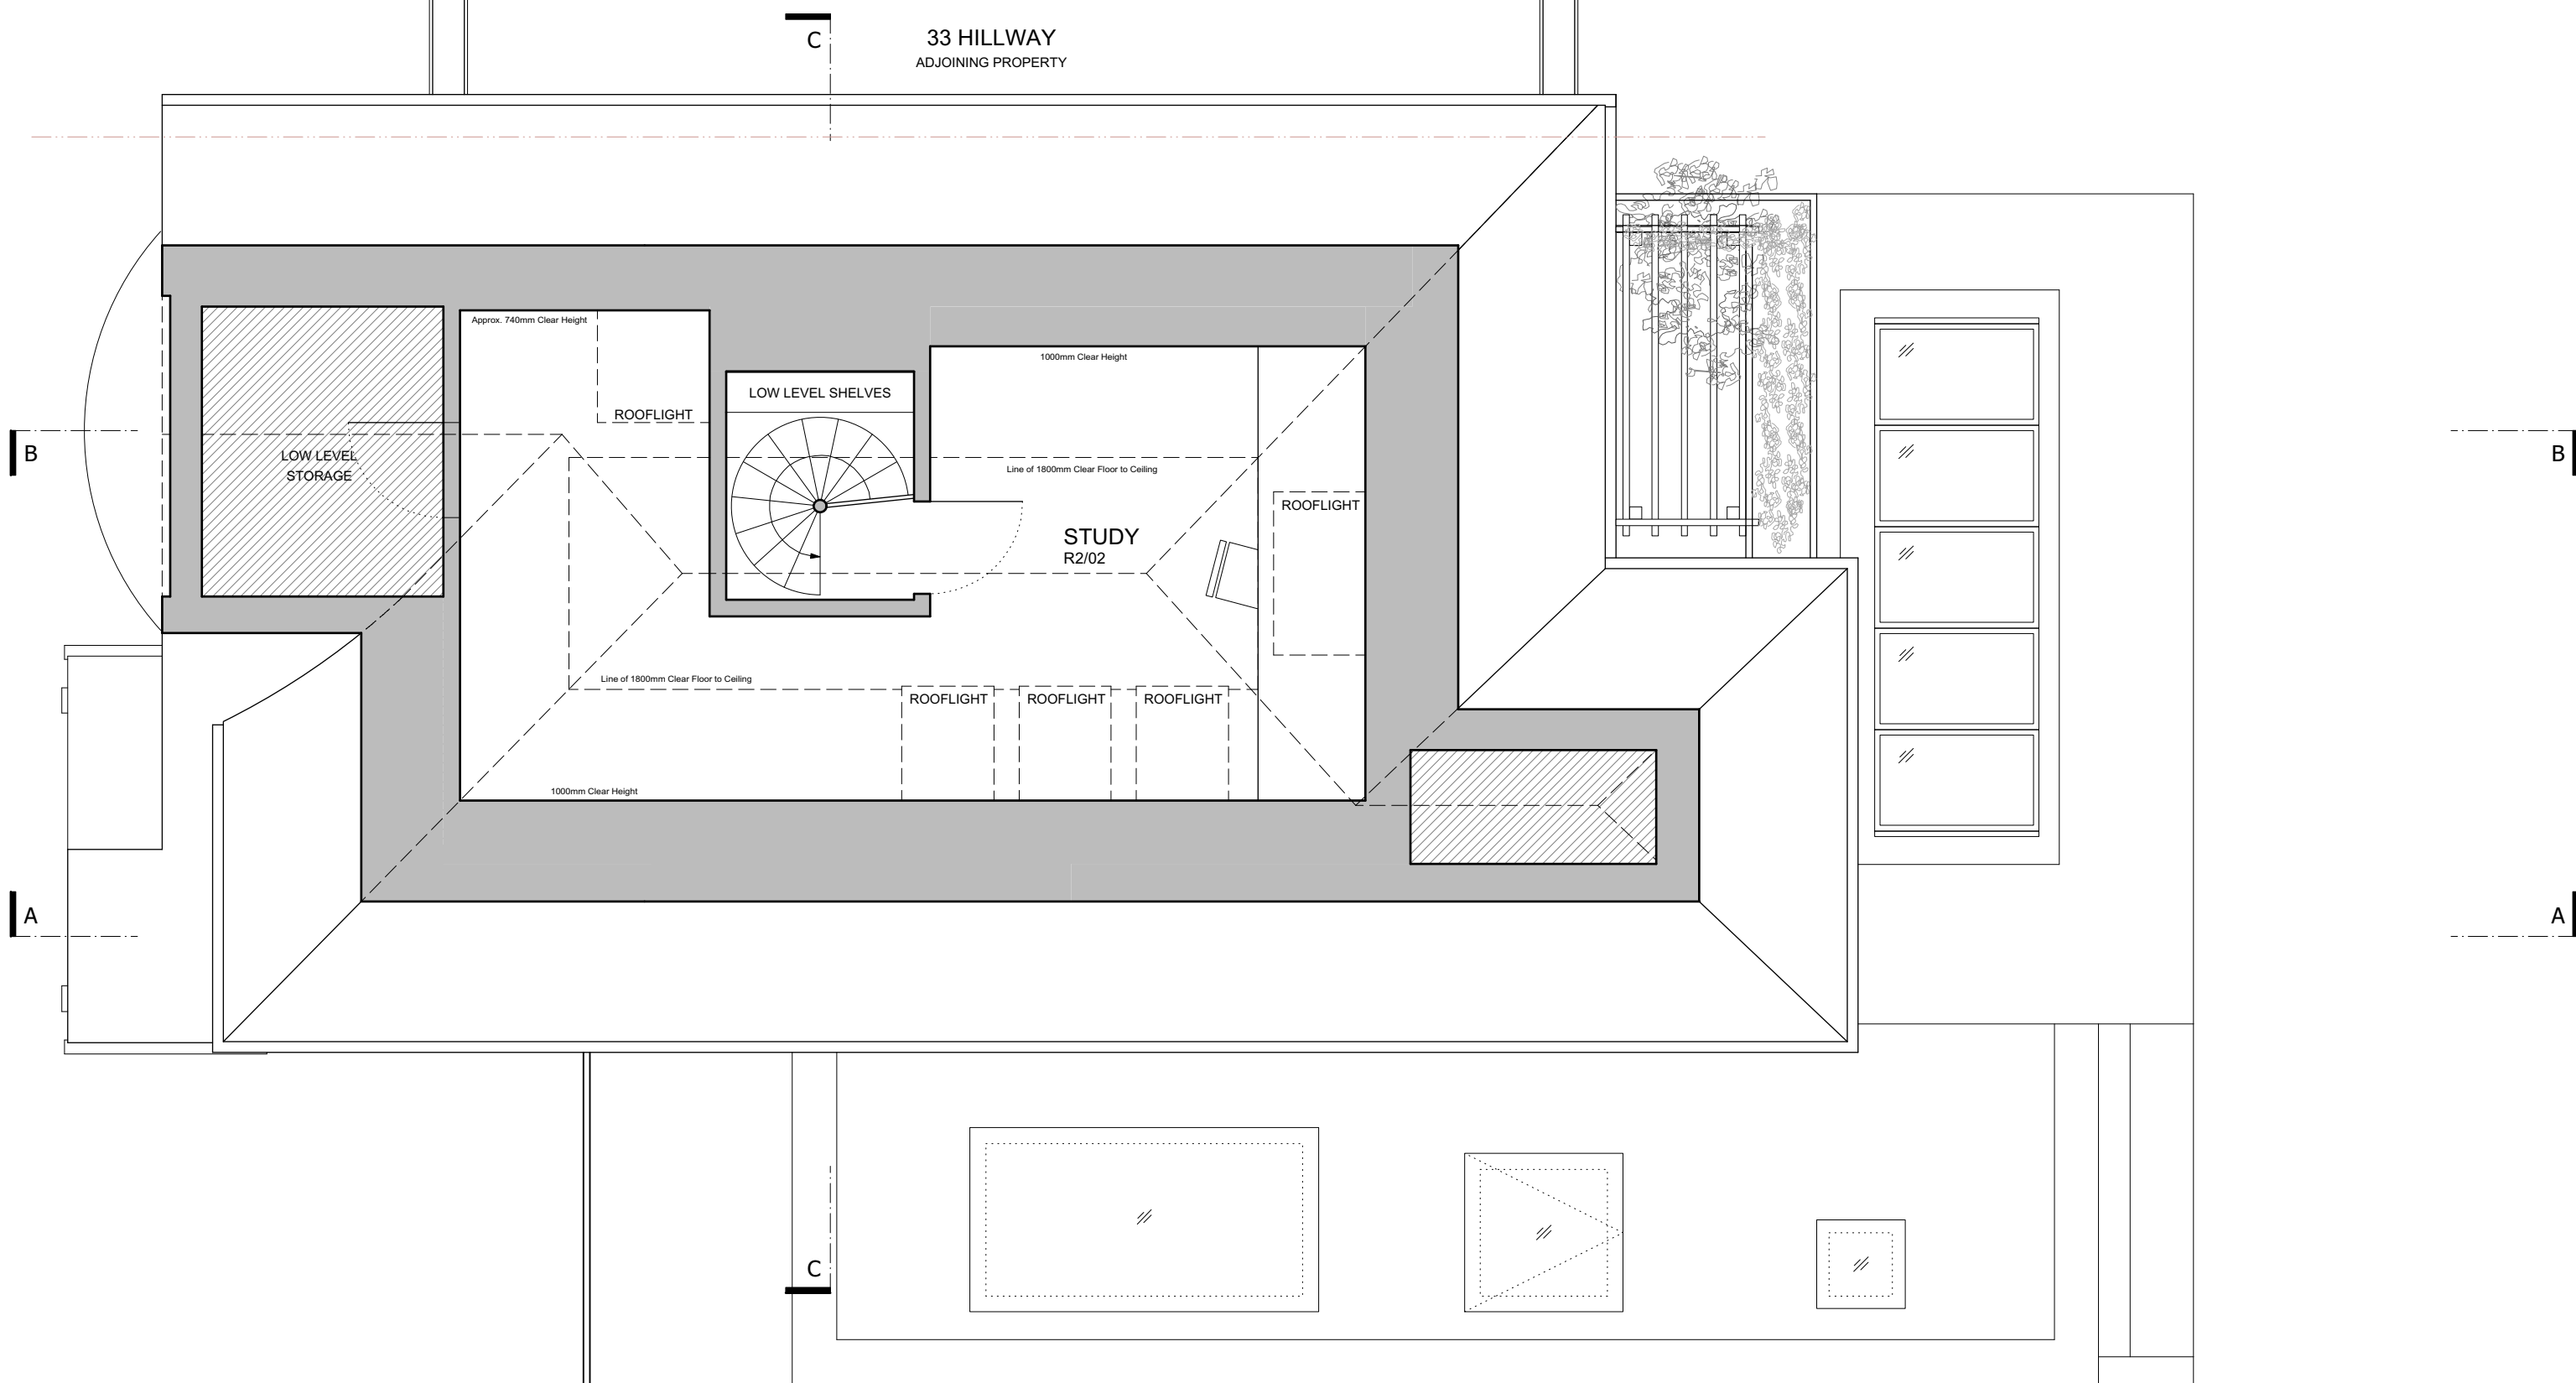 C
33 HILLWAY
ADJOINING PROPERTY
Approx. 740mm Clear Height
1000mm Clear Height
LOW LEVEL SHELVES
ROOFLIGHT
B
LOW LEVEL
STORAGE
Line of 1800mm Clear Floor to Ceiling
B
ROOFLIGHT
STUDY
R2/02
Line of 1800mm Clear Floor to Ceiling
ROOFLIGHT
ROOFLIGHT
ROOFLIGHT
1000mm Clear Height
A
A
C